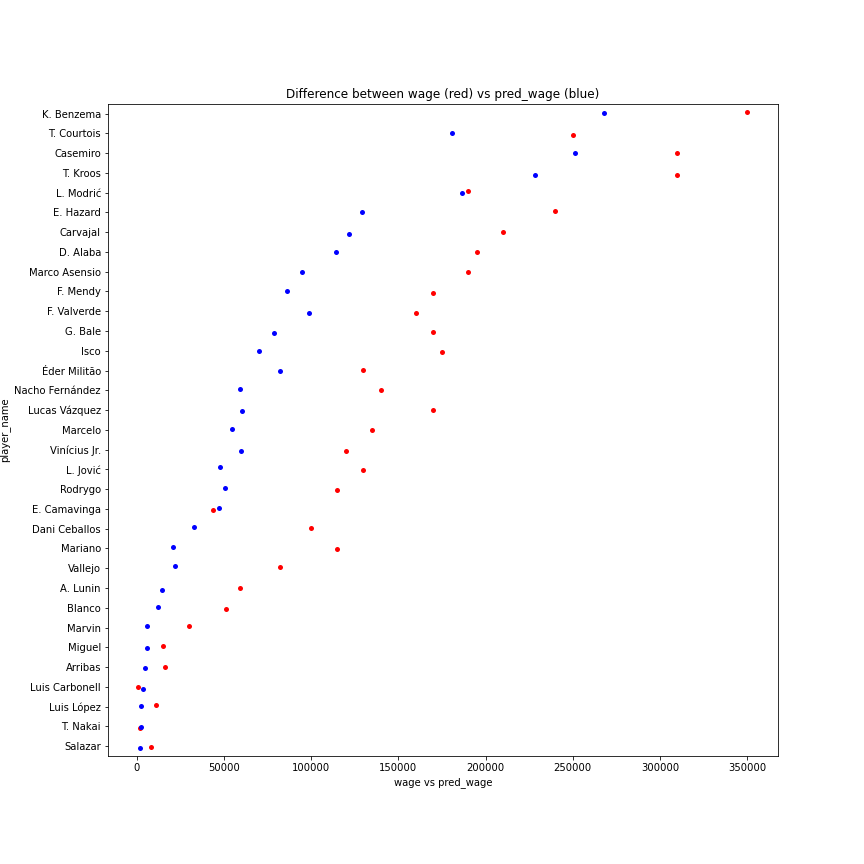 Difference between wage (red) vs pred_wage (blue)
K. Benzema
T. Courtois
Casemiro
T. Kroos
L. Modrić
E. Hazard
Carvajal
D. Alaba
Marco Asensio
F. Mendy
F. Valverde
G. Bale
Isco
Éder Militão
Nacho Fernández
Lucas Vázquez
Marcelo
Vinícius Jr.
L. Jović
Rodrygo
E. Camavinga
Dani Ceballos
Mariano
Vallejo
A. Lunin
Blanco
Marvin
Miguel
Arribas
Luis Carbonell
Luis López
T. Nakai
Salazar
player_name
0 50000 100000 150000 200000 250000 300000 350000
wage vs pred_wage